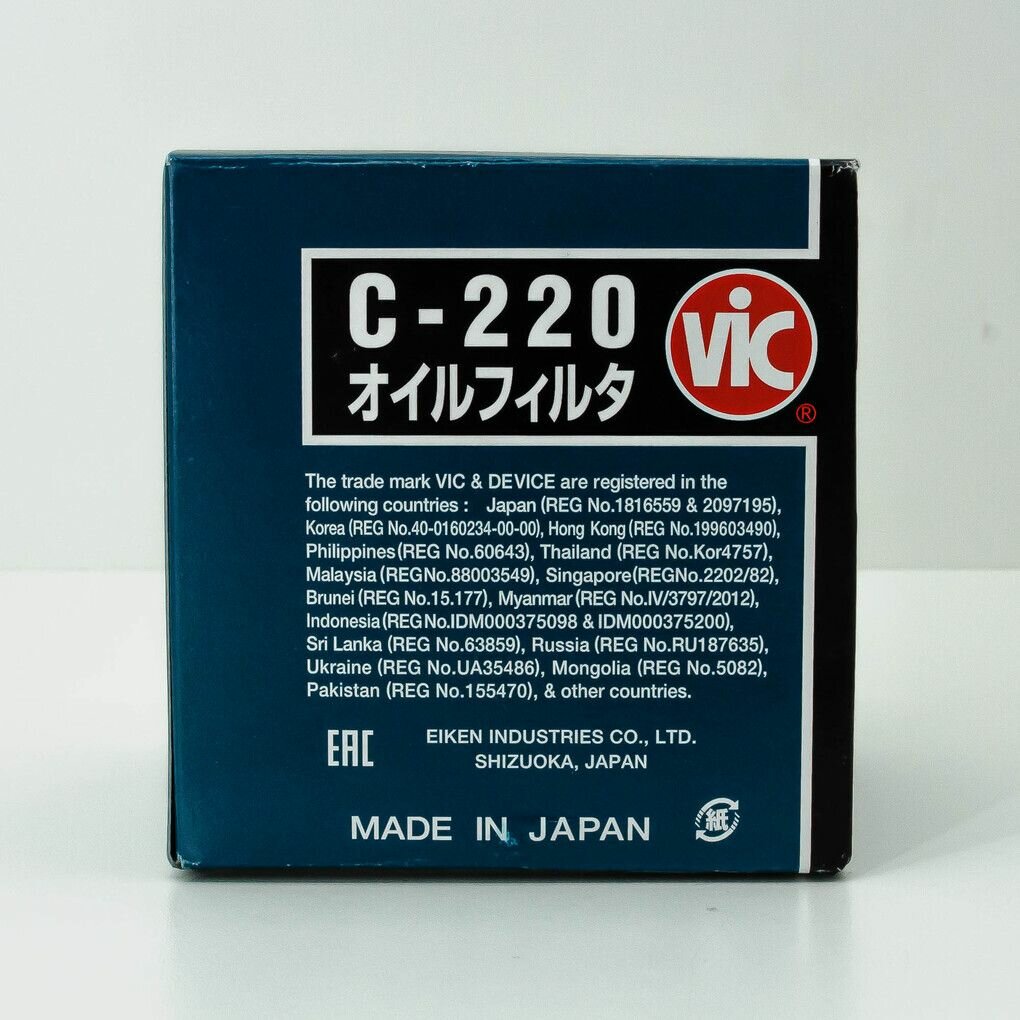 C-220
オイルフィルタ
ViC
®
The trade mark VIC & DEVICE are registered in the
following countries : Japan (REG No.1816559 & 2097195),
Korea (REG No.40-0160234-00-00), Hong Kong (REG No.199603490),
Philippines (REG No.60643), Thailand (REG No.Kor4757),
Malaysia (REGNo.88003549), Singapore(REGNo.2202/82),
Brunei (REG No.15.177), Myanmar (REG No.IV/3797/2012),
Indonesia (REG No.IDM000375098 & IDM000375200),
Sri Lanka (REG No.63859), Russia (REG No.RU187635),
Ukraine (REG No.UA35486), Mongolia (REG No.5082),
Pakistan (REG No.155470), & other countries.
EAC
EIKEN INDUSTRIES CO., LTD.
SHIZUOKA, JAPAN
MADE IN JAPAN
紙